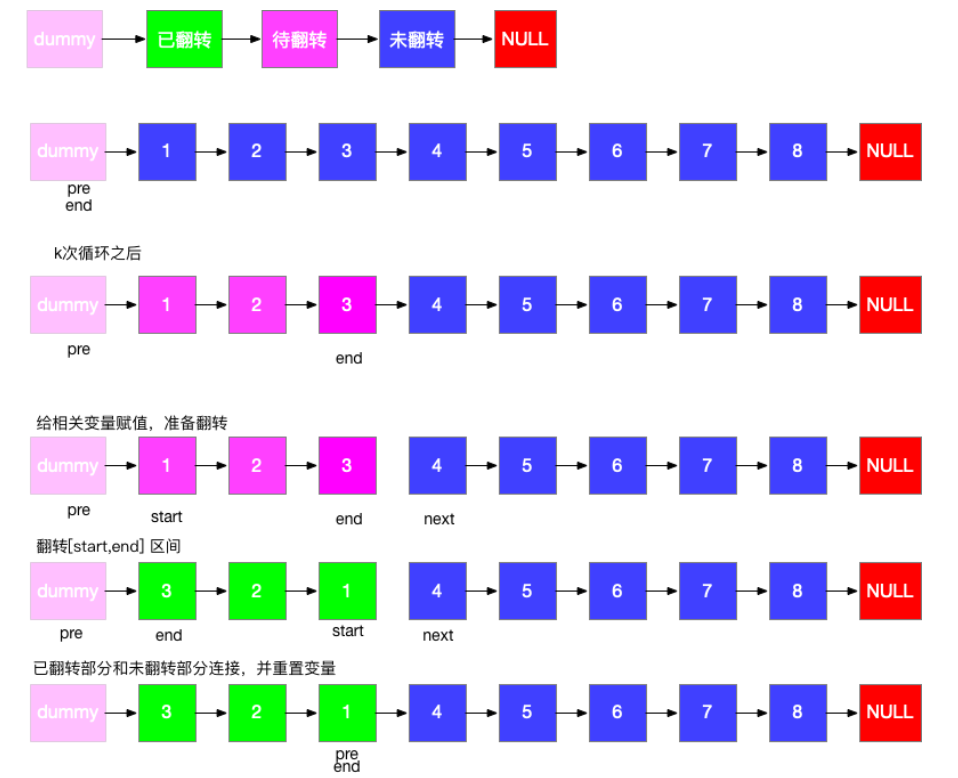 dummy 已翻转 待翻转 未翻转 NULL
dummy 1 2 3 4 5 6 7 8 NULL
pre
end
k次循环之后
dummy 1 2 3 4 5 6 7 8 NULL
pre end
给相关变量赋值，准备翻转
dummy 1 2 3 4 5 6 7 8 NULL
pre start end next
翻转[start,end] 区间
dummy 3 2 1 4 5 6 7 8 NULL
pre end start next
已翻转部分和未翻转部分连接，并重置变量
dummy 3 2 1 4 5 6 7 8 NULL
pre
end